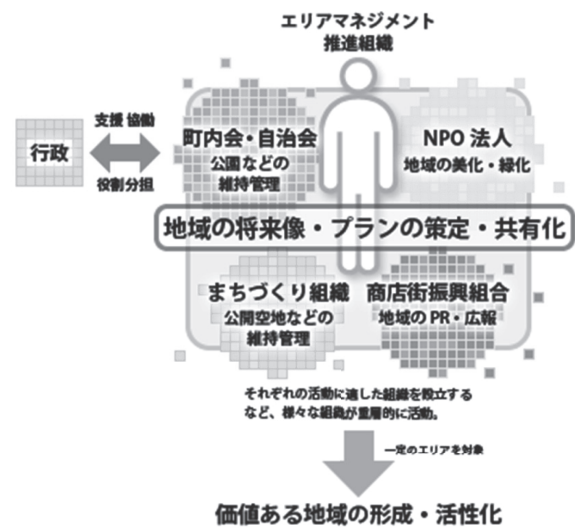 エリアマネジメント
推進組織
支援 協働
行政
役割分担
町内会・自治会
公園などの
維持管理
NPO 法人
地域の美化・緑化
地域の将来像・プランの策定・共有化
まちづくり組織
公開空地などの
維持管理
商店街振興組合
地域の PR・広報
それぞれの活動に適した組織を設立する
など、様々な組織が重層的に活動。
一定のエリアを対象
価値ある地域の形成・活性化